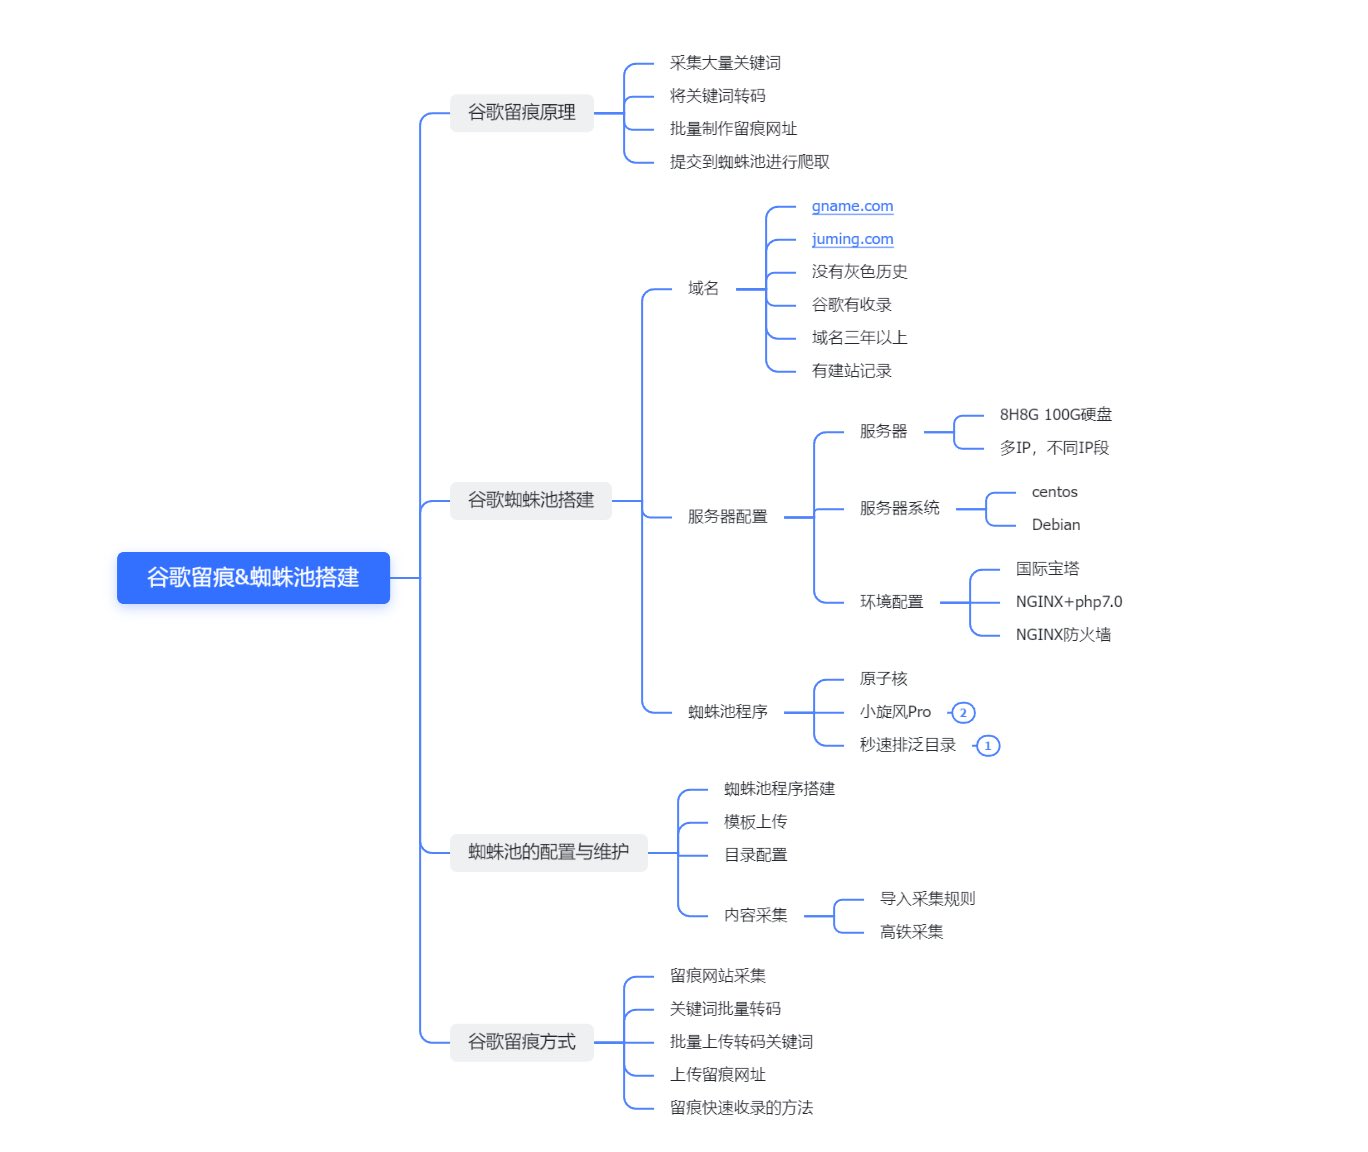 采集大量关键词
将关键词转码
谷歌留痕原理
批量制作留痕网址
提交到蜘蛛池进行爬取
gname.com
juming.com
没有灰色历史
域名
谷歌有收录
域名三年以上
有建站记录
8H8G 100G硬盘
服务器
多IP，不同IP段
centos
谷歌蜘蛛池搭建
服务器配置
服务器系统
Debian
国际宝塔
环境配置
NGINX+php7.0
NGINX防火墙
谷歌留痕&蜘蛛池搭建
原子核
蜘蛛池程序
小旋风Pro
2
秒速排泛目录
1
蜘蛛池程序搭建
模板上传
蜘蛛池的配置与维护
目录配置
导入采集规则
内容采集
高铁采集
留痕网站采集
关键词批量转码
谷歌留痕方式
批量上传转码关键词
上传留痕网址
留痕快速收录的方法